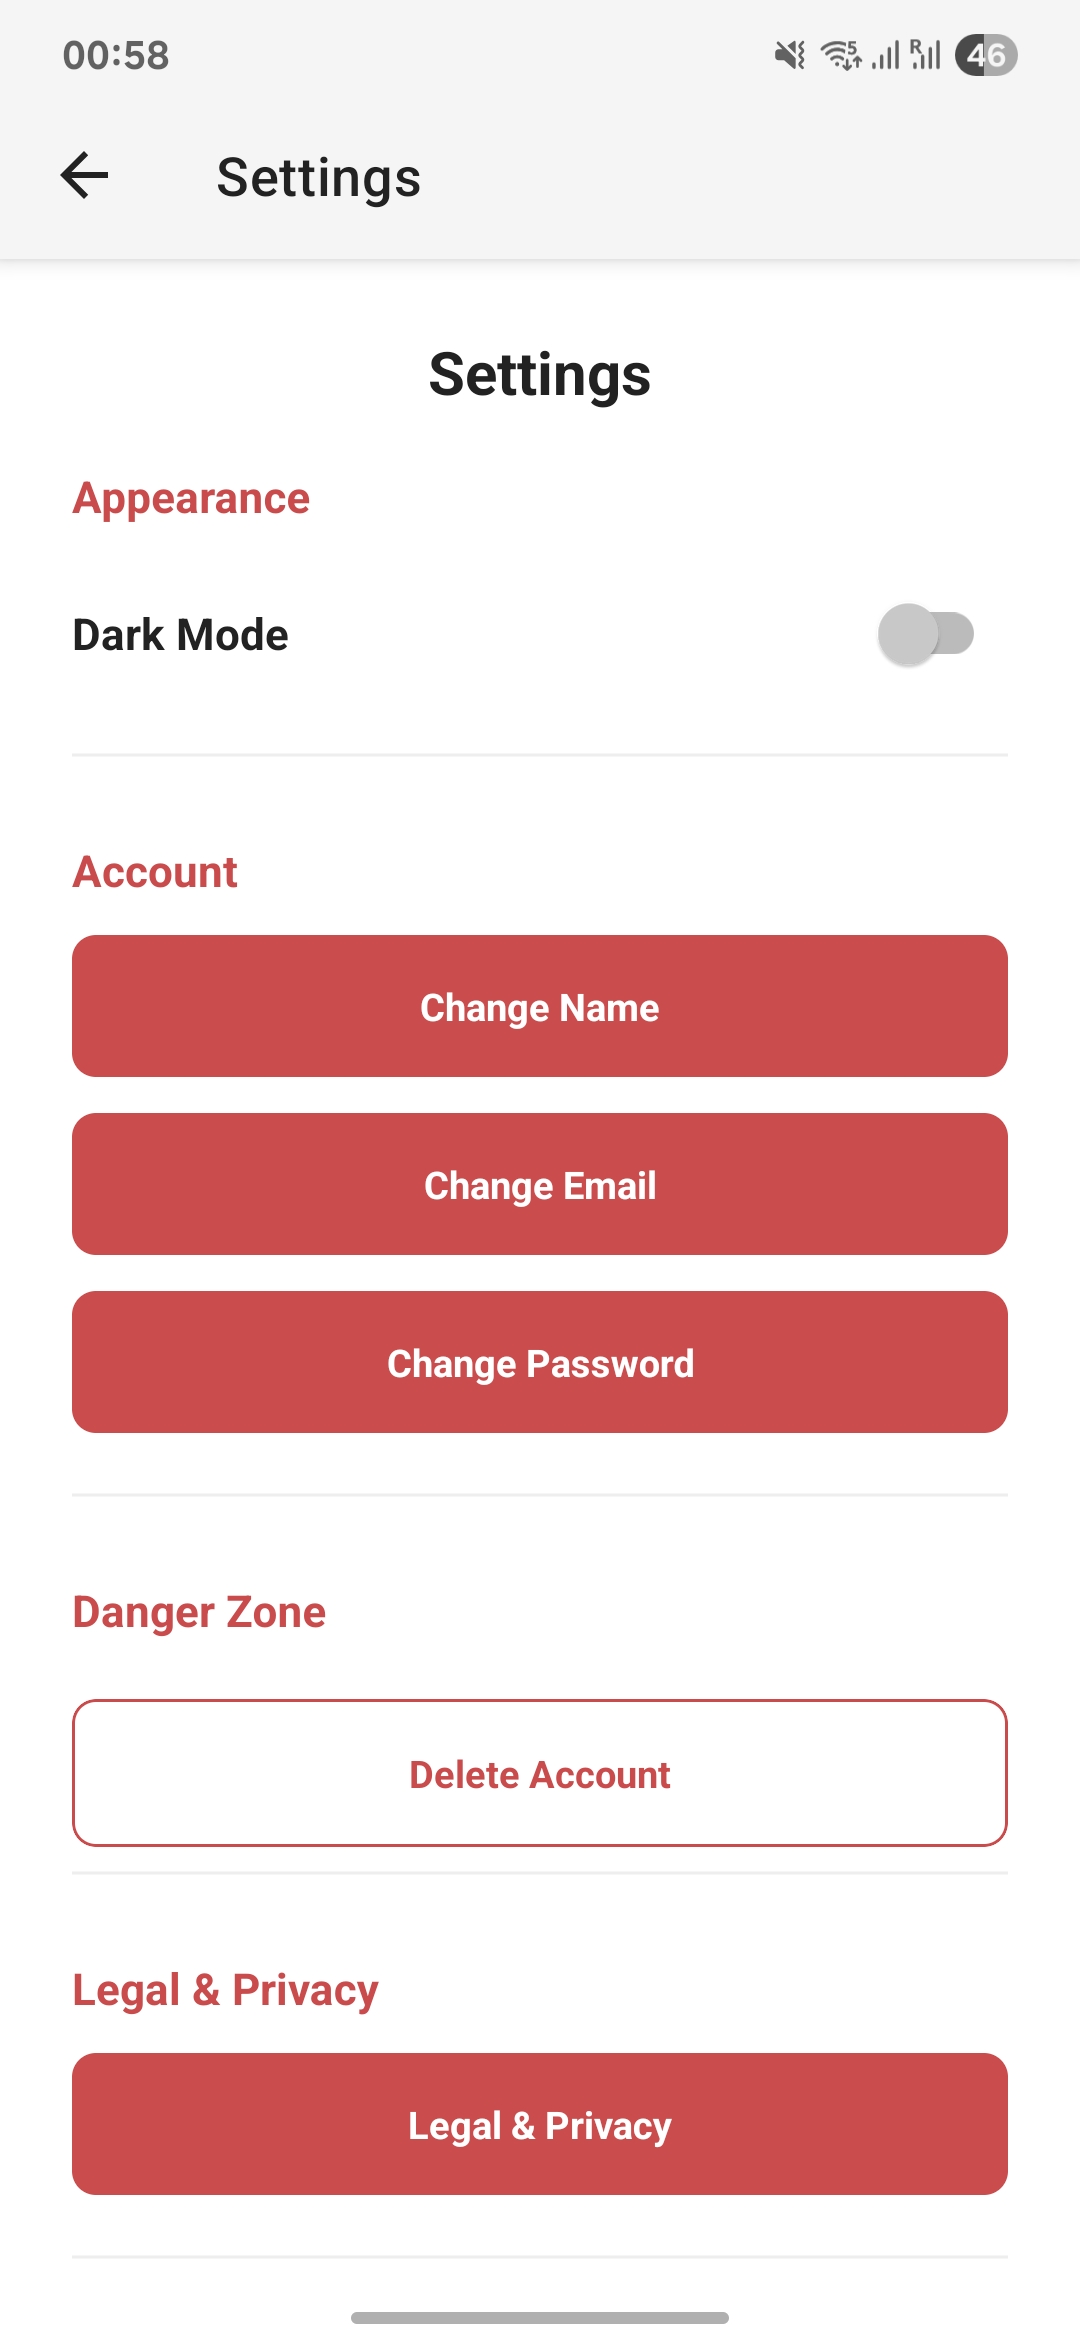 00:58
5 R 46
Settings
Settings
Appearance
Dark Mode
Account
Change Name
Change Email
Change Password
Danger Zone
Delete Account
Legal & Privacy
Legal & Privacy